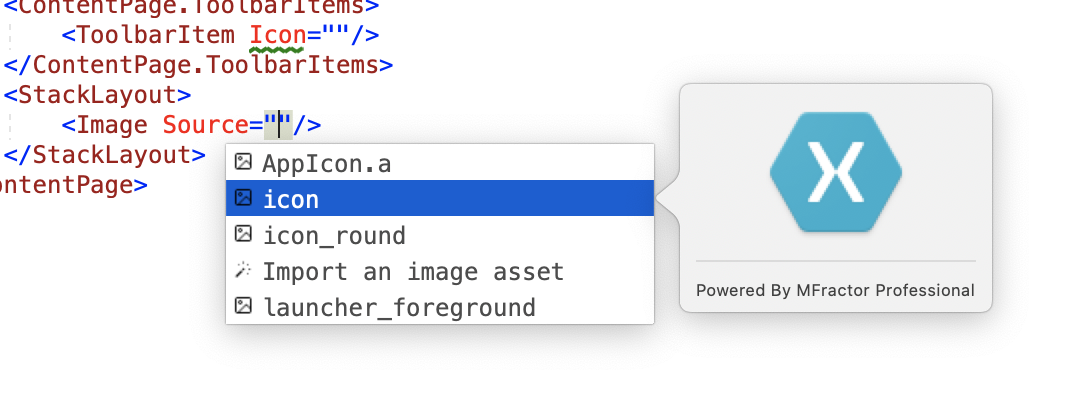 <ContentPage.ToolbarItems>
<ToolbarItem Icon=""/>
</ContentPage.ToolbarItems>
<StackLayout>
<Image Source=""/>
</StackLayout>
ontentPage>
AppIcon.a
icon
icon_round
Import an image asset
launcher_foreground
X
Powered By MFractor Professional